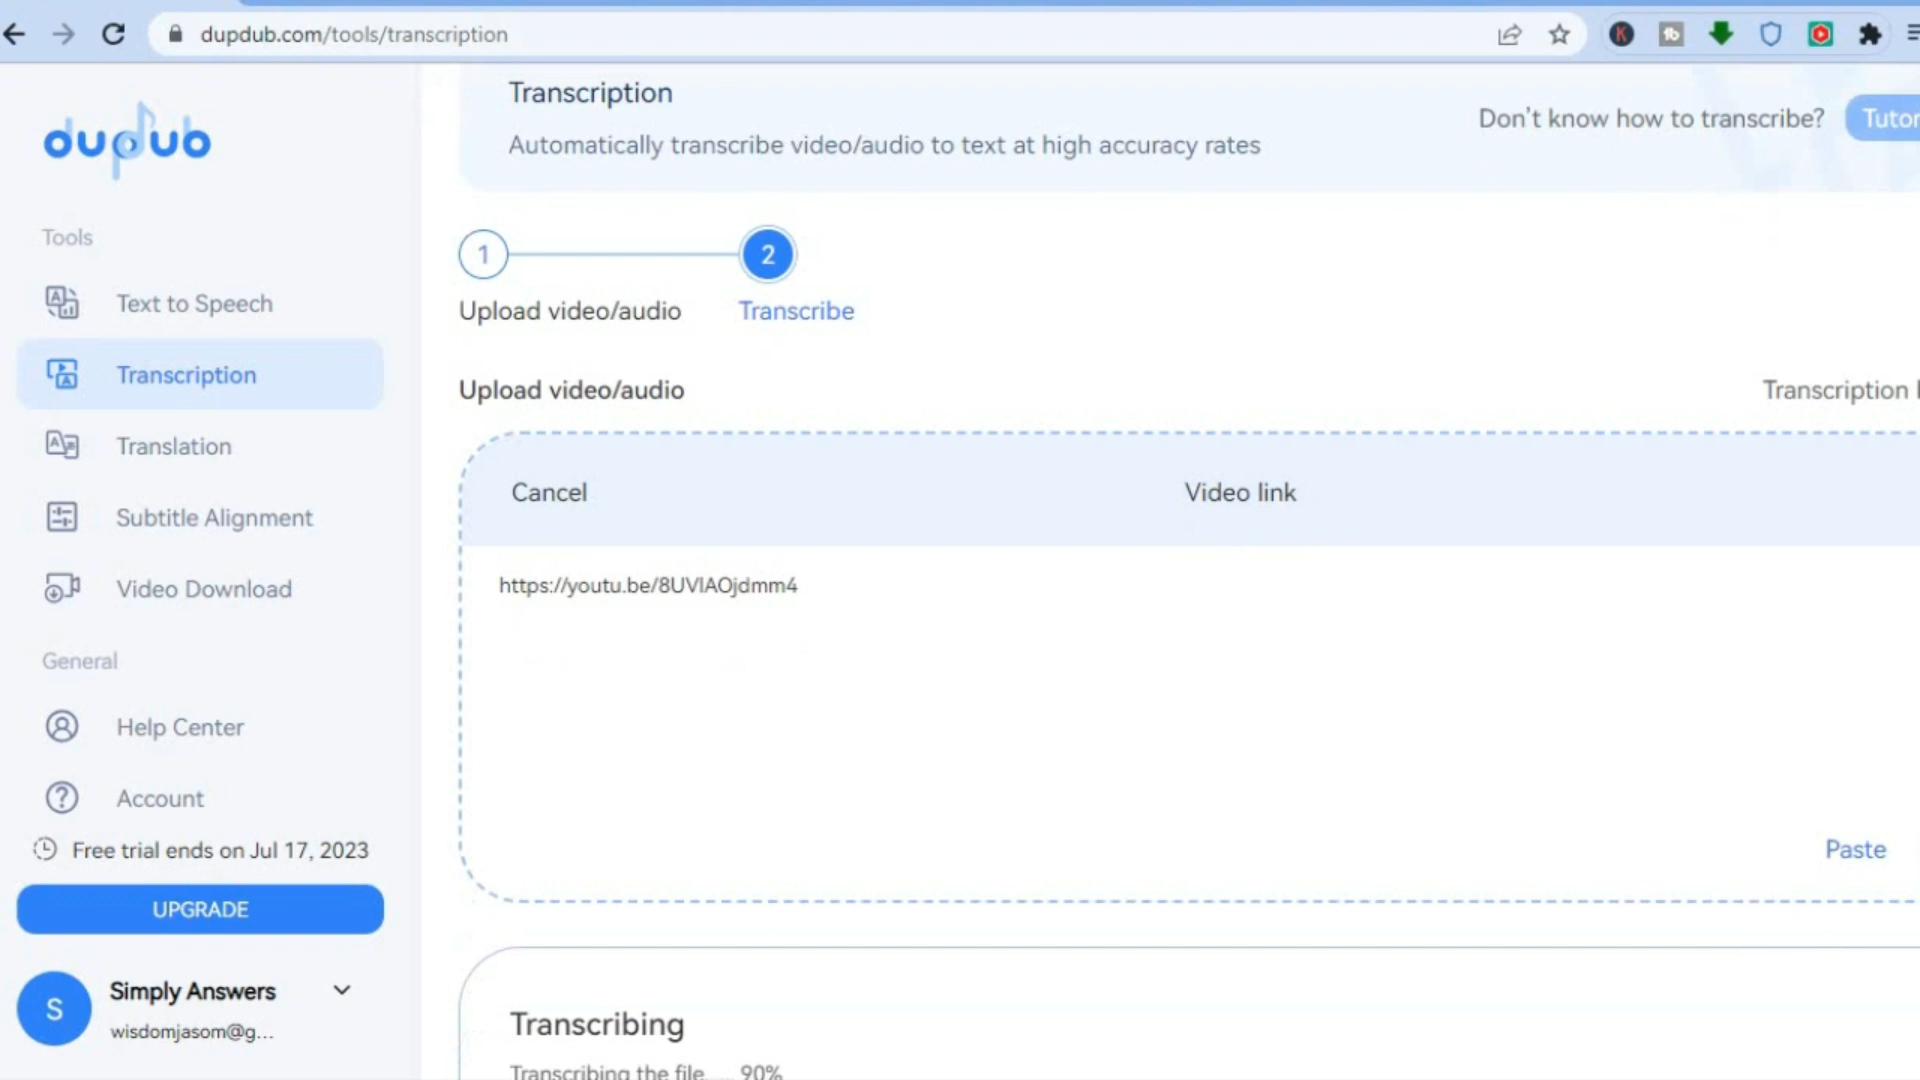 dupdub.com/tools/transcription
dupdub
Tools
Text to Speech
Transcription
Translation
Subtitle Alignment
Video Download
General
Help Center
Account
Free trial ends on Jul 17, 2023
UPGRADE
S
Simply Answers
wisdomjasom@g...
Transcription
Automatically transcribe video/audio to text at high accuracy rates
Don't know how to transcribe?
1
2
Upload video/audio
Transcribe
Upload video/audio
Transcription
Cancel
Video link
https://youtu.be/8UVlAOjdmm4
Paste
Transcribing
Transcribing the file...... 90%